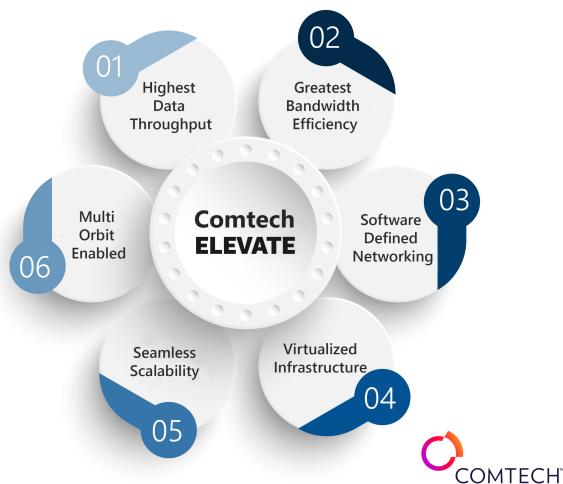 01
Highest
Data
Throughput
02
Greatest
Bandwidth
Efficiency
03
Software
Defined
Networking
04
Virtualized
Infrastructure
05
Seamless
Scalability
06
Multi
Orbit
Enabled
Comtech
ELEVATE
COMTECH